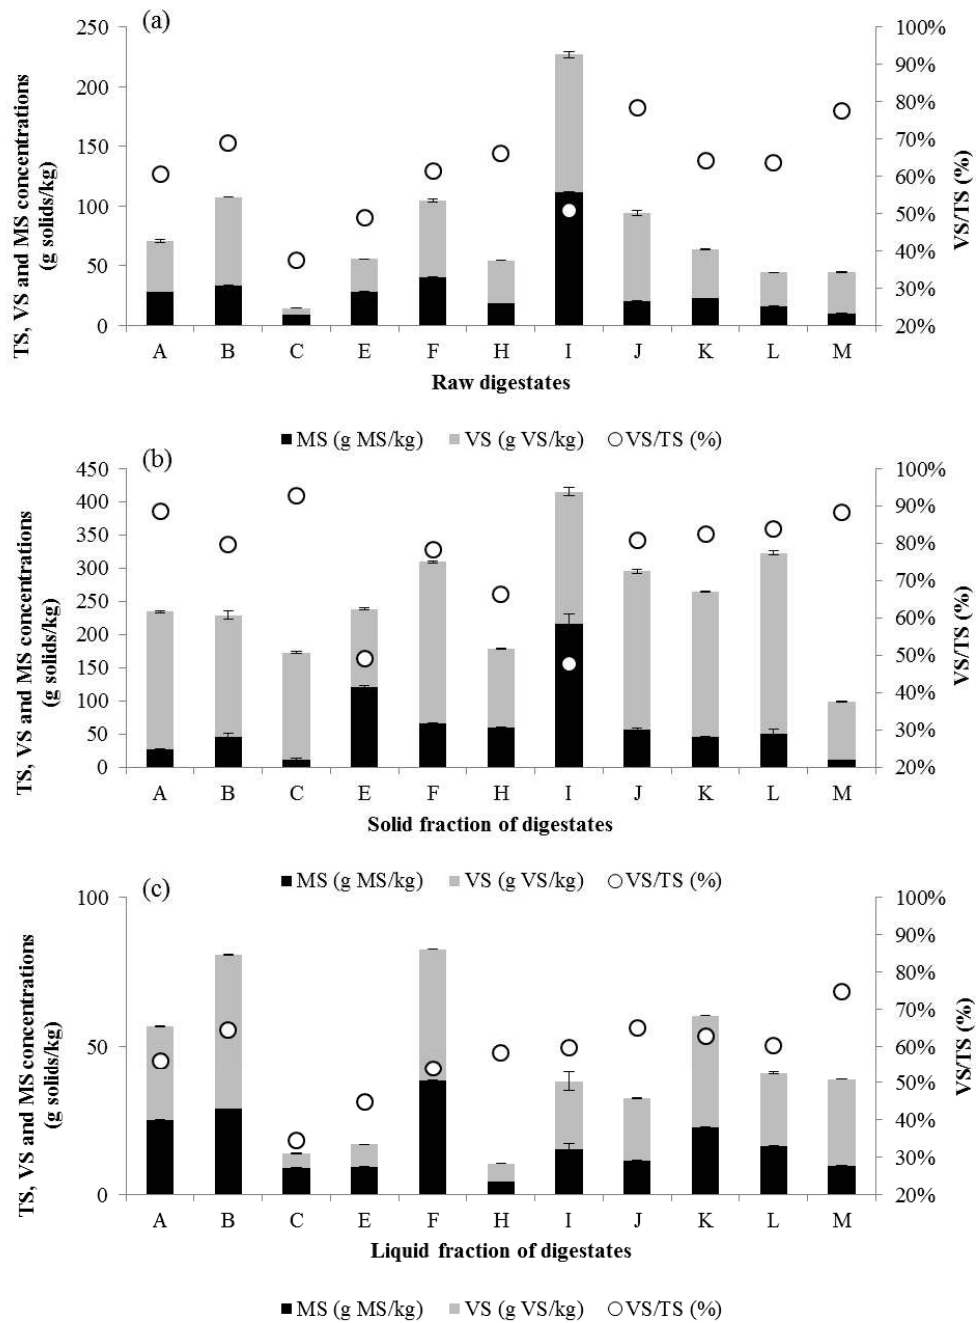 (a)
TS, VS and MS concentrations
(g solids/kg)
250
200
150
100
50
0
100%
90%
80%
70%
60%
50%
40%
30%
20%
VS/TS (%)
A B C E F H I J K L M
Raw digestates
MS (g MS/kg) VS (g VS/kg) VS/TS (%)
(b)
TS, VS and MS concentrations
(g solids/kg)
450
400
350
300
250
200
150
100
50
0
100%
90%
80%
70%
60%
50%
40%
30%
20%
VS/TS (%)
A B C E F H I J K L M
Solid fraction of digestates
MS (g MS/kg) VS (g VS/kg) VS/TS (%)
(c)
TS, VS and MS concentrations
(g solids/kg)
100
50
0
100%
90%
80%
70%
60%
50%
40%
30%
20%
VS/TS (%)
A B C E F H I J K L M
Liquid fraction of digestates
MS (g MS/kg) VS (g VS/kg) VS/TS (%)